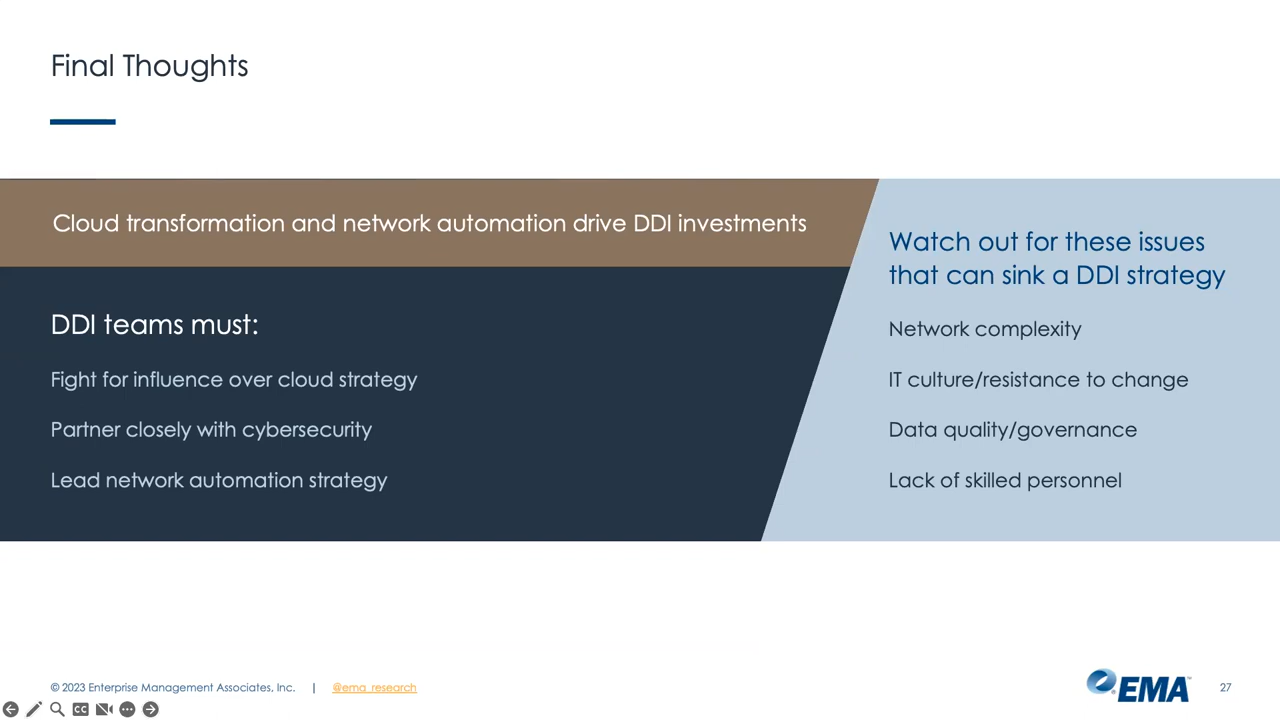 Final Thoughts
Cloud transformation and network automation drive DDI investments
DDI teams must:
Fight for influence over cloud strategy
Partner closely with cybersecurity
Lead network automation strategy
Watch out for these issues
that can sink a DDI strategy
Network complexity
IT culture/resistance to change
Data quality/governance
Lack of skilled personnel
© 2023 Enterprise Management Associates, Inc. | @ema_research
EMA
27
CC